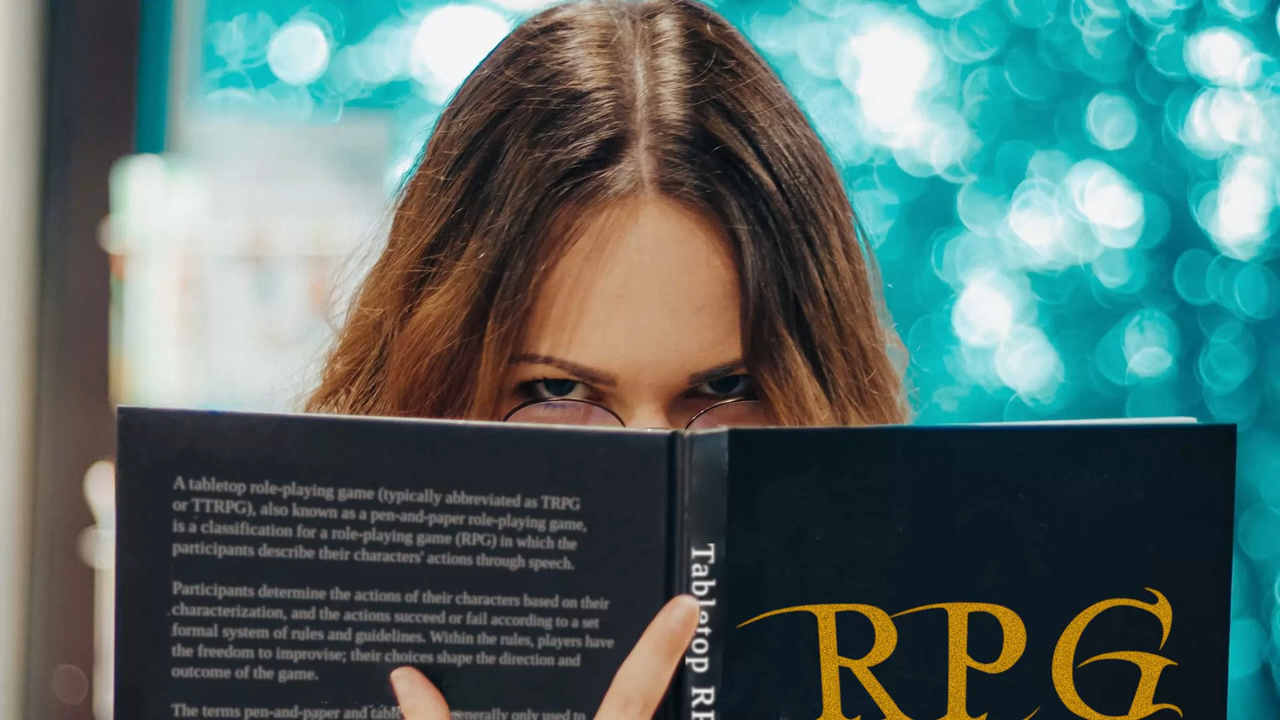 A tabletop role-playing game (typically abbreviated as TRPG
or TTRPG), also known as a pen-and-paper role-playing game,
is a classification for a role-playing game (RPG) in which the
participants describe their characters' actions through speech.
Participants determine the actions of their characters based on their
characterization, and the actions succeed or fail according to a set
formal system of rules and guidelines. Within the rules, players have
the freedom to improvise; their choices shape the direction and
outcome of the game.
The terms pen-and-paper and generally only used to
Tabletop
RPG